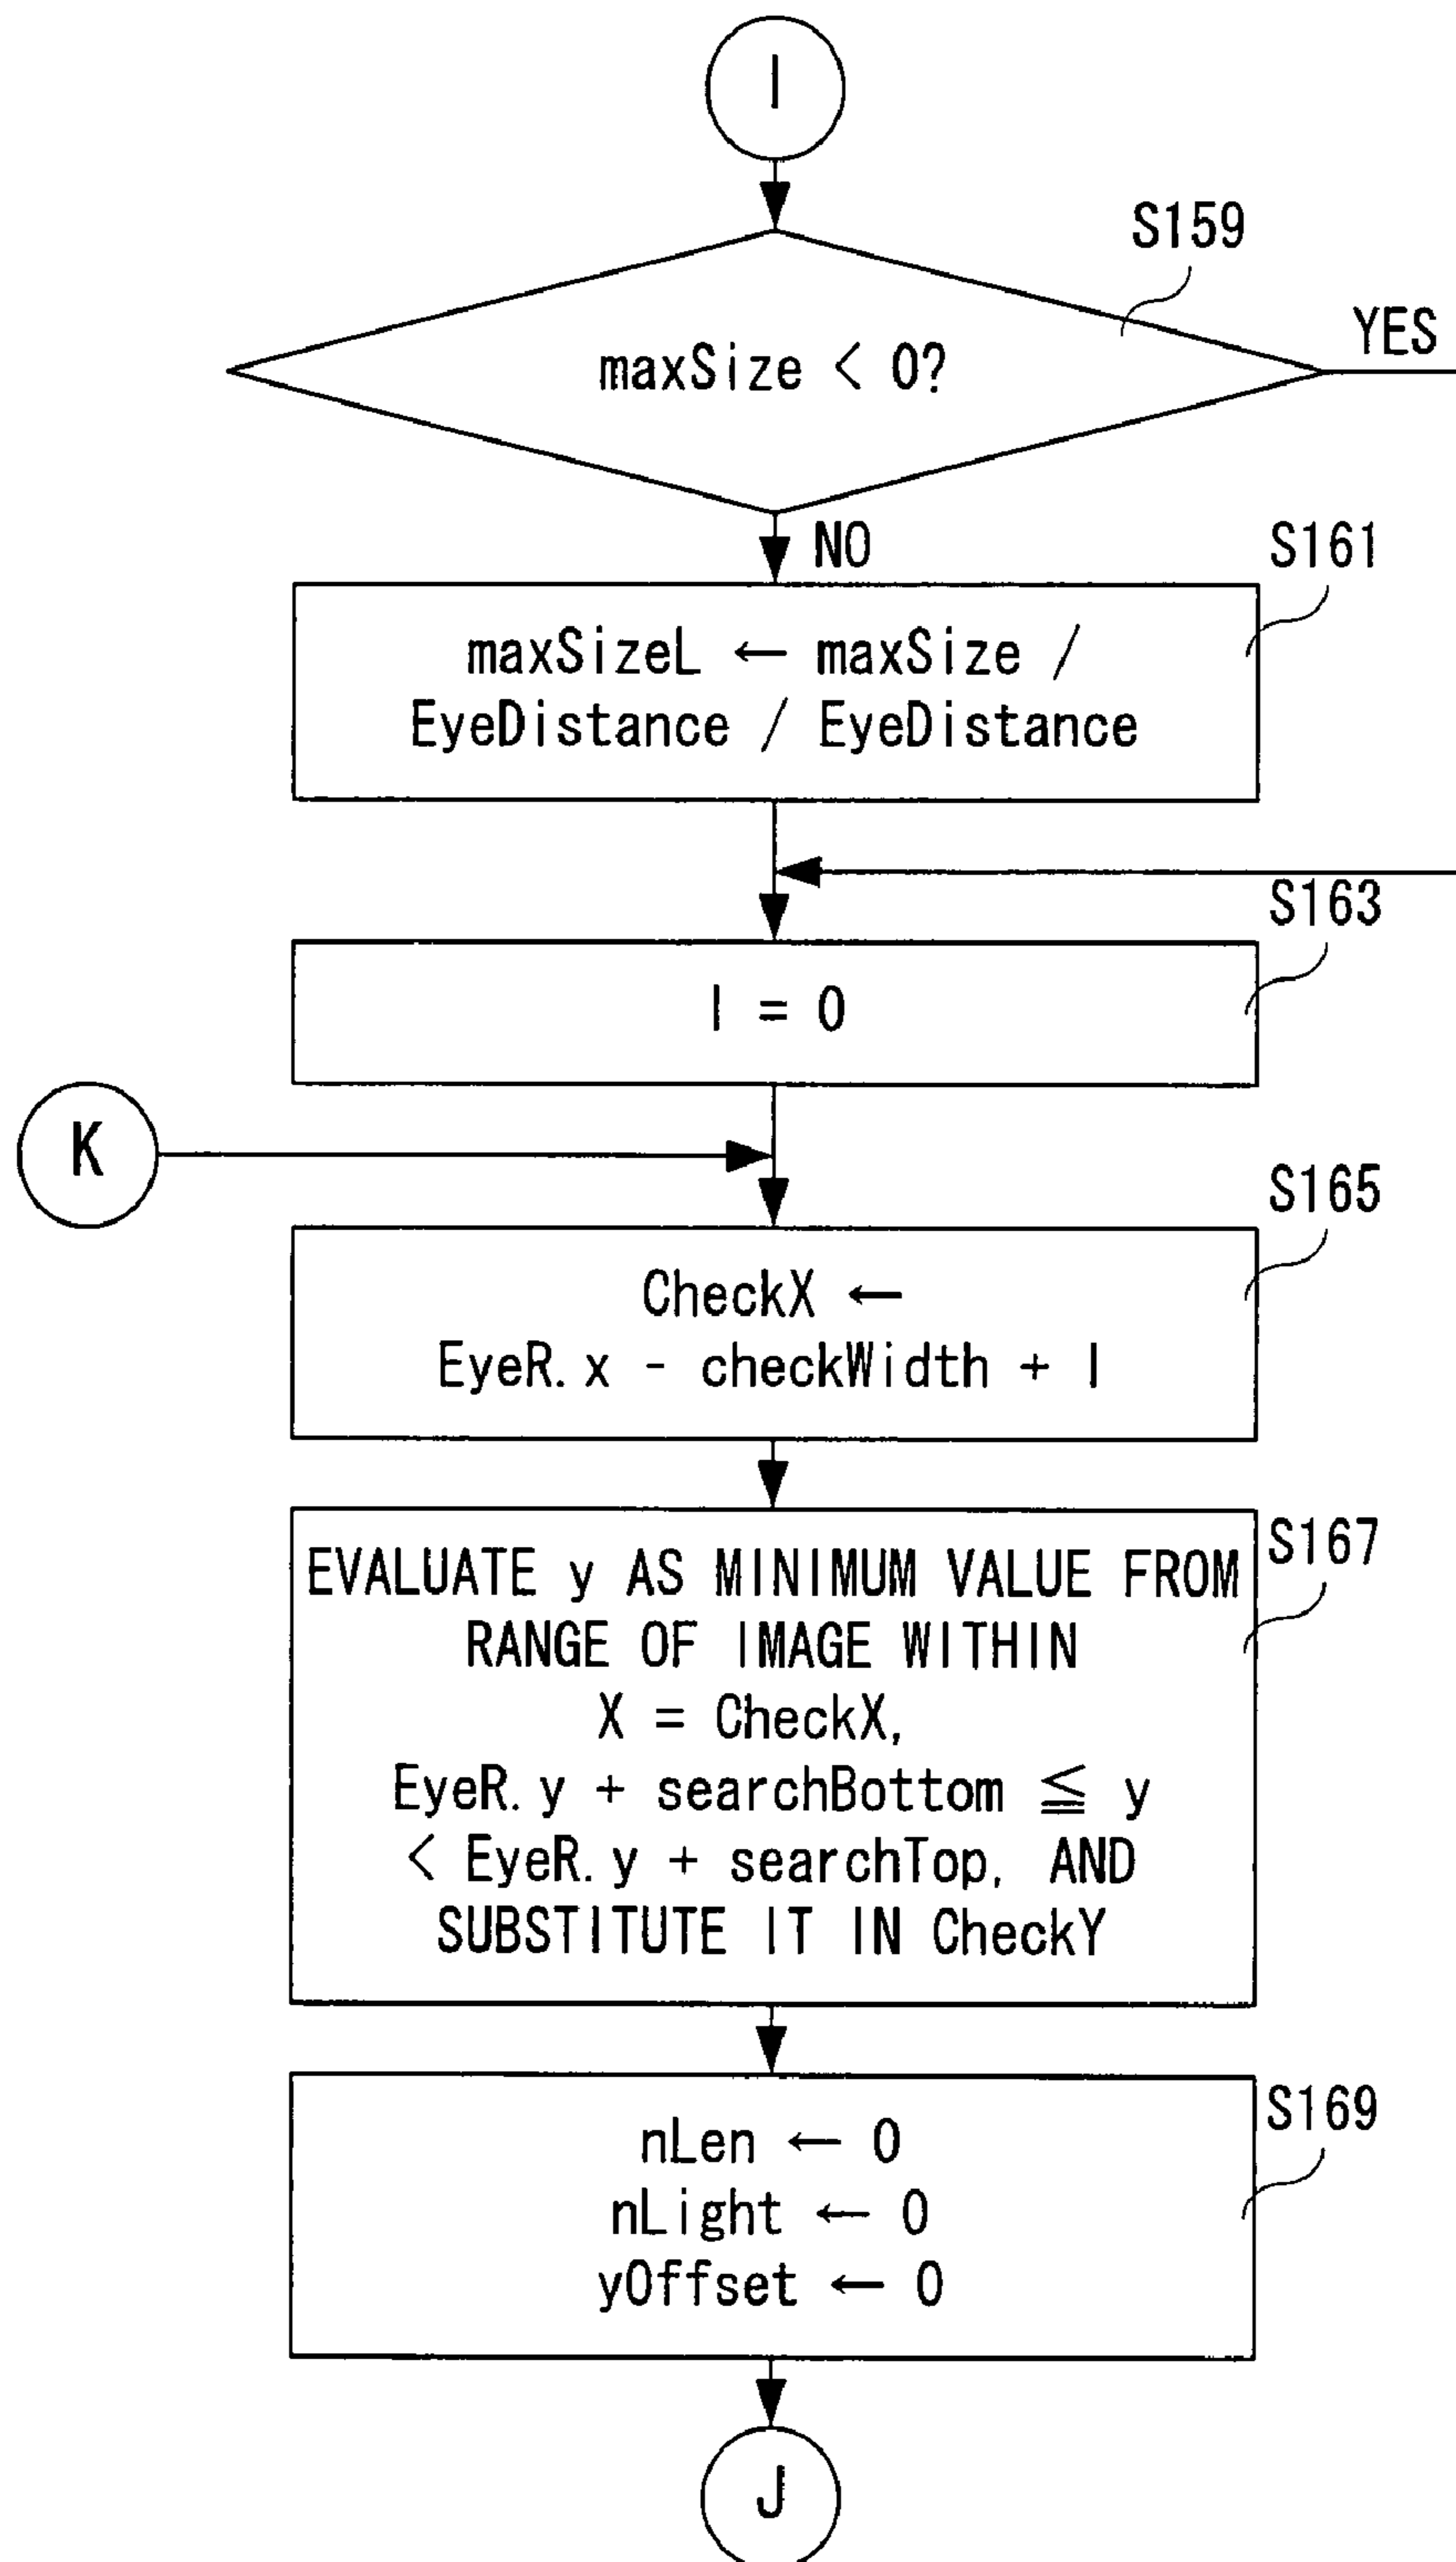 I
S159
maxSize < 0?
YES
NO
S161
maxSizeL ← maxSize /
EyeDistance / EyeDistance
S163
I = 0
K
S165
CheckX ←
EyeR.x - checkWidth + I
S167
EVALUATE y AS MINIMUM VALUE FROM
RANGE OF IMAGE WITHIN
X = CheckX,
EyeR.y + searchBottom ≦ y
< EyeR.y + searchTop, AND
SUBSTITUTE IT IN CheckY
S169
nLen ← 0
nLight ← 0
yOffset ← 0
J